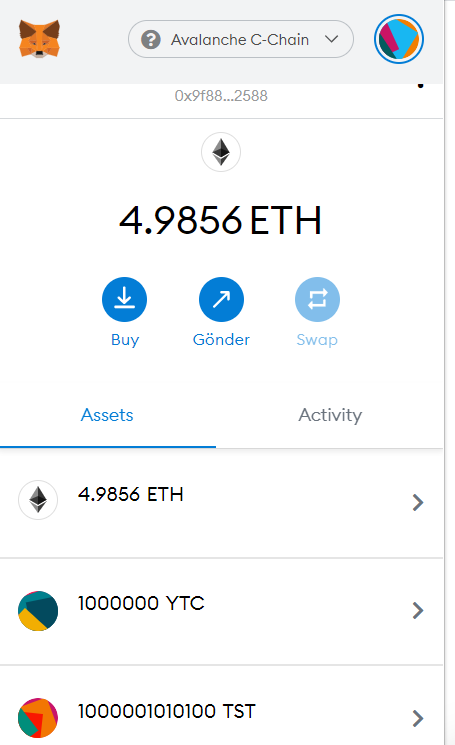 Avalanche C-Chain
0x9f88...2588
4.9856 ETH
Buy Gönder Swap
Assets Activity
4.9856 ETH
1000000 YTC
1000001010100 TST